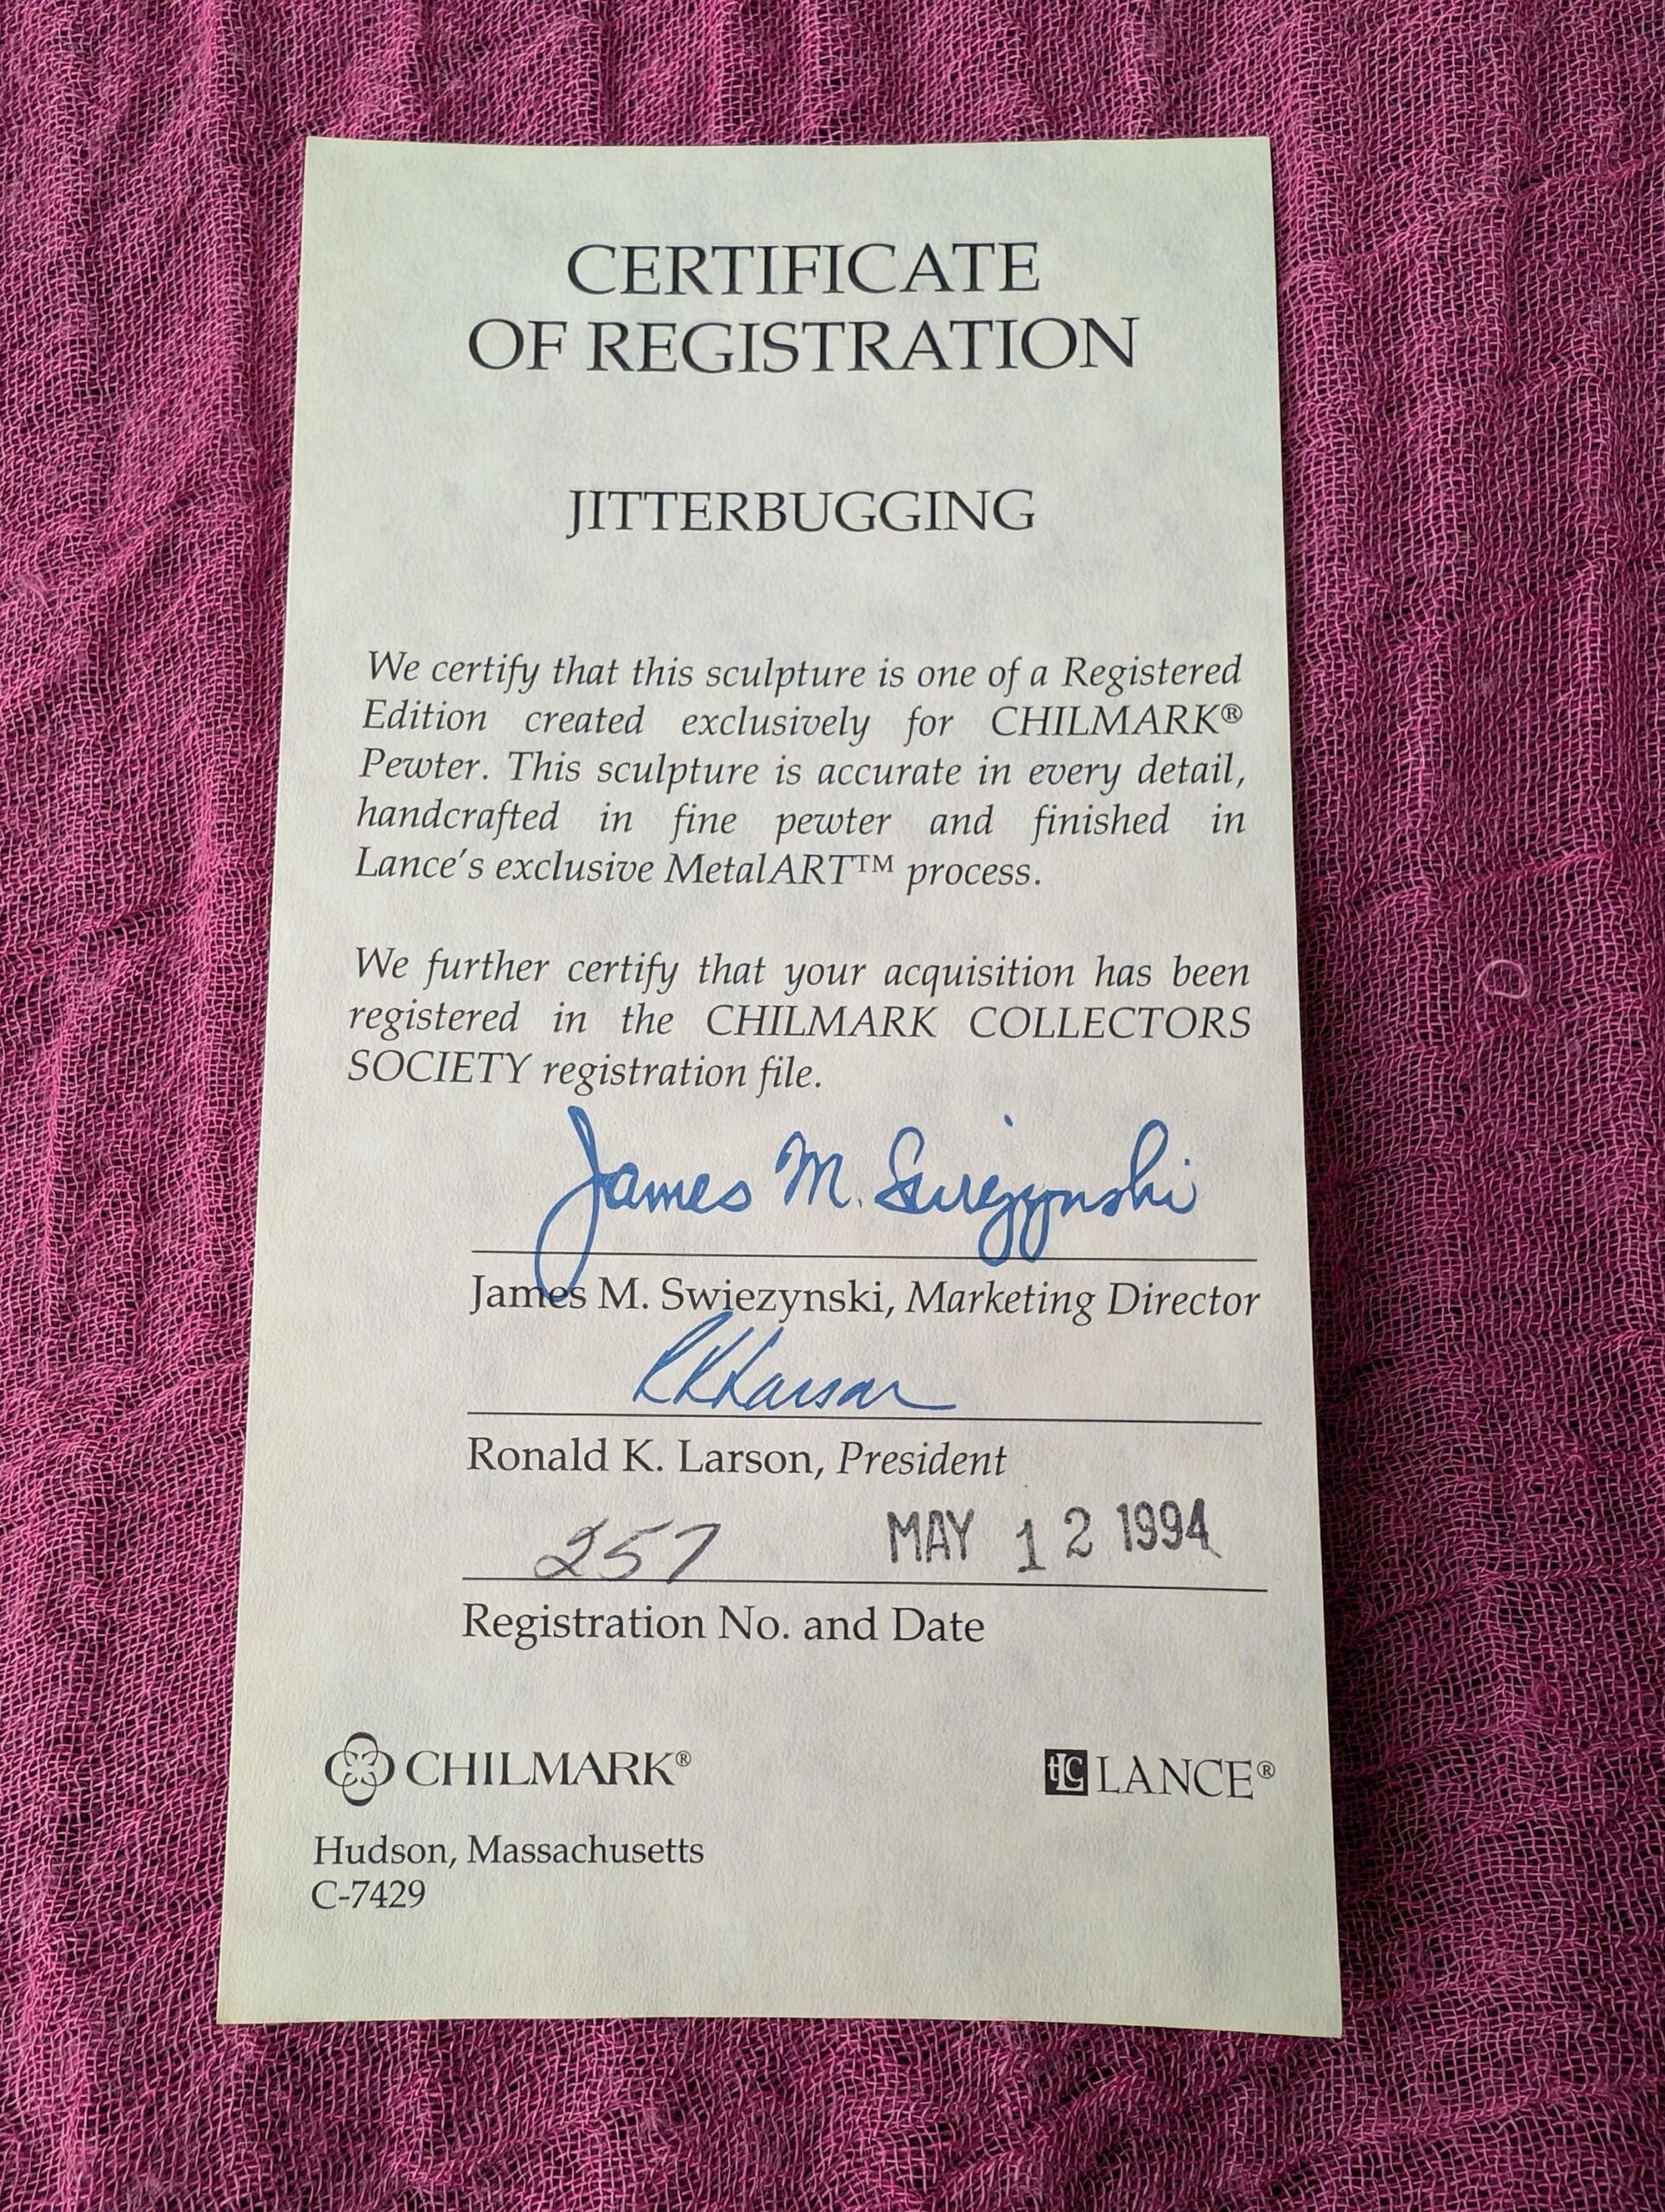 CERTIFICATE
OF REGISTRATION
JITTERBUGGING
We certify that this sculpture is one of a Registered
Edition created exclusively for CHILMARK®
Pewter. This sculpture is accurate in every detail,
handcrafted in fine pewter and finished in
Lance's exclusive MetalART™ process.
We further certify that your acquisition has been
registered in the CHILMARK COLLECTORS
SOCIETY registration file.
James M. Swiezynski
James M. Swiezynski, Marketing Director
RKLarson
Ronald K. Larson, President
257 MAY 12 1994
Registration No. and Date
CHILMARK® tlC LANCE®
Hudson, Massachusetts
C-7429